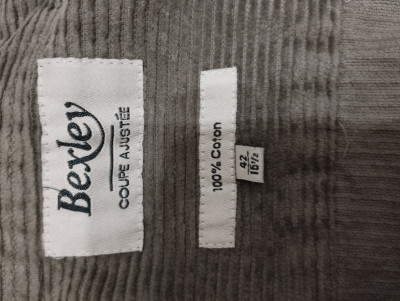 Bexley
COUPE AJUSTÉE
100% Coton
42
16½